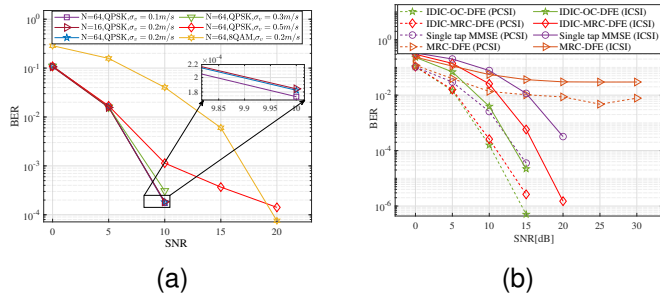 N=64,QPSK, σᵥ = 0.1m/s
N=64,QPSK, σᵥ = 0.3m/s
N=16,QPSK, σᵥ = 0.2m/s
N=64,QPSK, σᵥ = 0.5m/s
N=64,QPSK, σᵥ = 0.2m/s
N=64,8QAM, σᵥ = 0.2m/s
10⁰
10⁻¹
10⁻²
10⁻³
10⁻⁴
BER
2.2 ×10⁻⁴
2
1.8
9.85 9.9 9.95 10
0 5 10 15 20
SNR
(a)
IDIC-OC-DFE (PCSI)
IDIC-MRC-DFE (PCSI)
Single tap MMSE (PCSI)
MRC-DFE (PCSI)
IDIC-OC-DFE (ICSI)
IDIC-MRC-DFE (ICSI)
Single tap MMSE (ICSI)
MRC-DFE (ICSI)
10⁰
10⁻²
10⁻⁴
10⁻⁶
BER
0 5 10 15 20 25 30
SNR[dB]
(b)